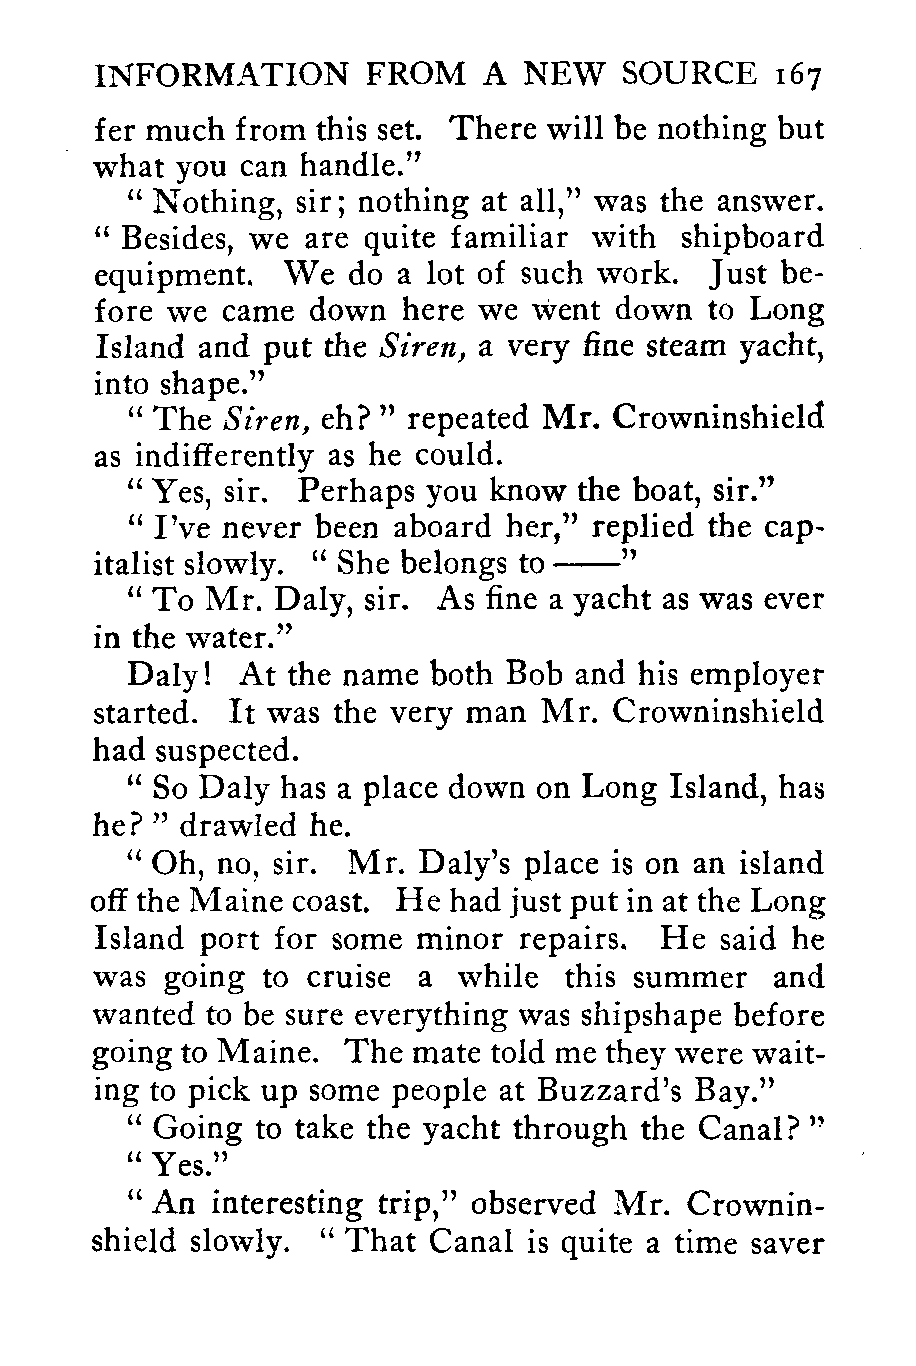 INFORMATION FROM A NEW SOURCE 167
fer much from this set. There will be nothing but
what you can handle.”
“ Nothing, sir; nothing at all,” was the answer.
“ Besides, we are quite familiar with shipboard
equipment. We do a lot of such work. Just be-
fore we came down here we went down to Long
Island and put the Siren, a very fine steam yacht,
into shape.”
“ The Siren, eh? ” repeated Mr. Crowninshield
as indifferently as he could.
“ Yes, sir. Perhaps you know the boat, sir.”
“ I’ve never been aboard her,” replied the cap-
italist slowly. “ She belongs to ——”
“ To Mr. Daly, sir. As fine a yacht as was ever
in the water.”
Daly! At the name both Bob and his employer
started. It was the very man Mr. Crowninshield
had suspected.
“ So Daly has a place down on Long Island, has
he? ” drawled he.
“ Oh, no, sir. Mr. Daly’s place is on an island
off the Maine coast. He had just put in at the Long
Island port for some minor repairs. He said he
was going to cruise a while this summer and
wanted to be sure everything was shipshape before
going to Maine. The mate told me they were wait-
ing to pick up some people at Buzzard’s Bay.”
“ Going to take the yacht through the Canal? ”
“ Yes.”
“ An interesting trip,” observed Mr. Crownin-
shield slowly. “ That Canal is quite a time saver